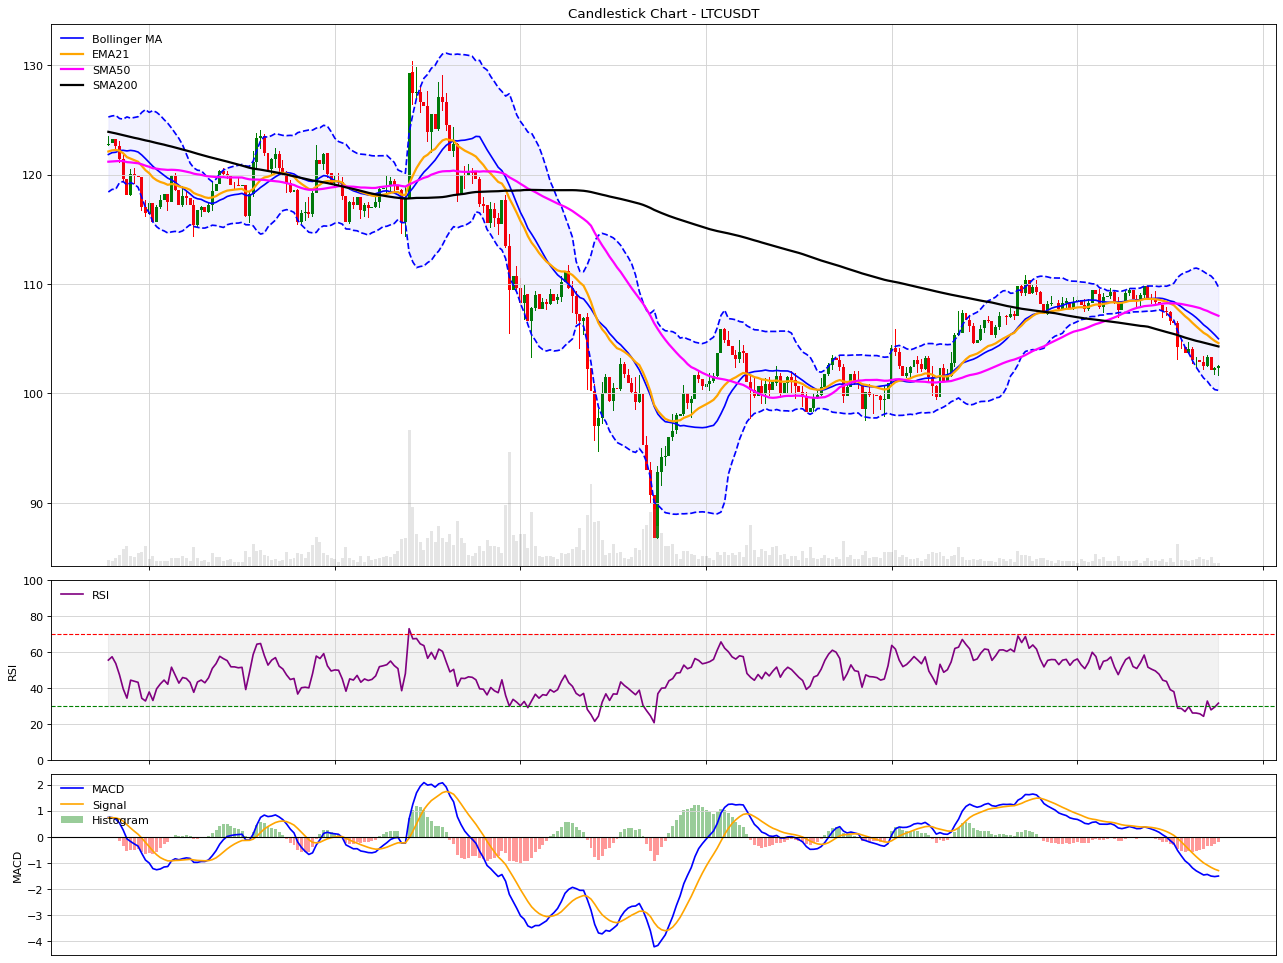 Candlestick Chart - LTCUSDT
Bollinger MA
EMA21
SMA50
SMA200
130
120
110
100
90
100
80
60
40
20
0
RSI
RSI
2
1
0
−1
−2
−3
−4
MACD
MACD
Signal
Histogram